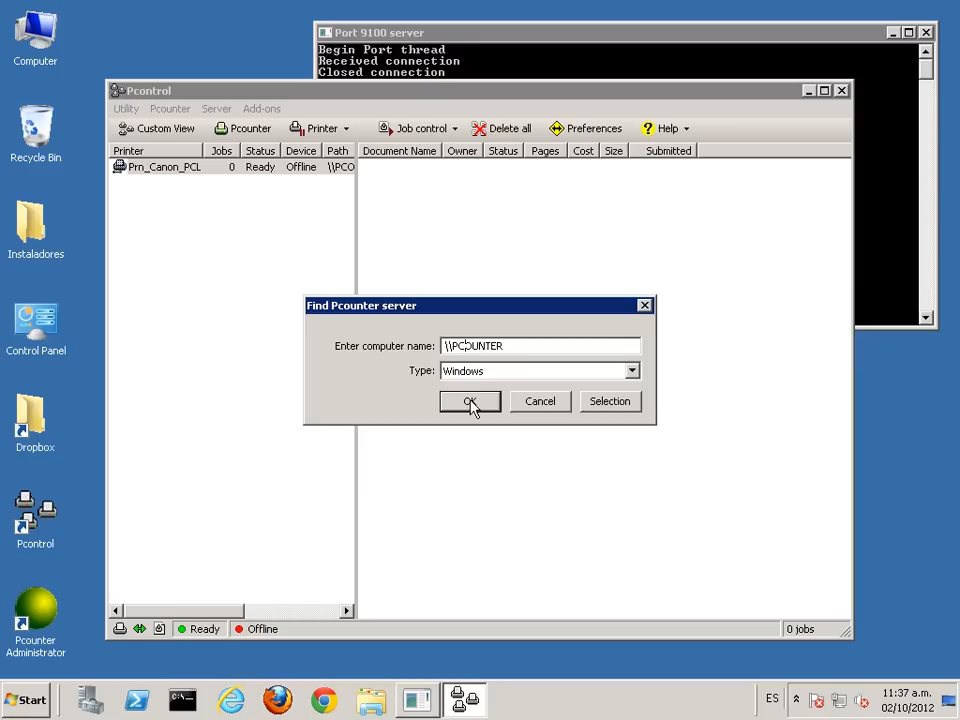 Computer
Recycle Bin
Instaladores
Control Panel
Dropbox
Pcontrol
Pcounter
Administrator
Port 9100 server
Begin Port thread
Received connection
Closed connection
Pcontrol
Utility Pcounter Server Add-ons
Custom View Pcounter Printer Job control Delete all Preferences ? Help
Printer Jobs Status Device Path Document Name Owner Status Pages Cost Size Submitted
Prn_Canon_PCL 0 Ready Offline \\PCO
Find Pcounter server
Enter computer name: \\PCOUNTER
Type: Windows
OK Cancel Selection
Ready Offline 0 jobs
Start ES 11:37 a.m.
02/10/2012